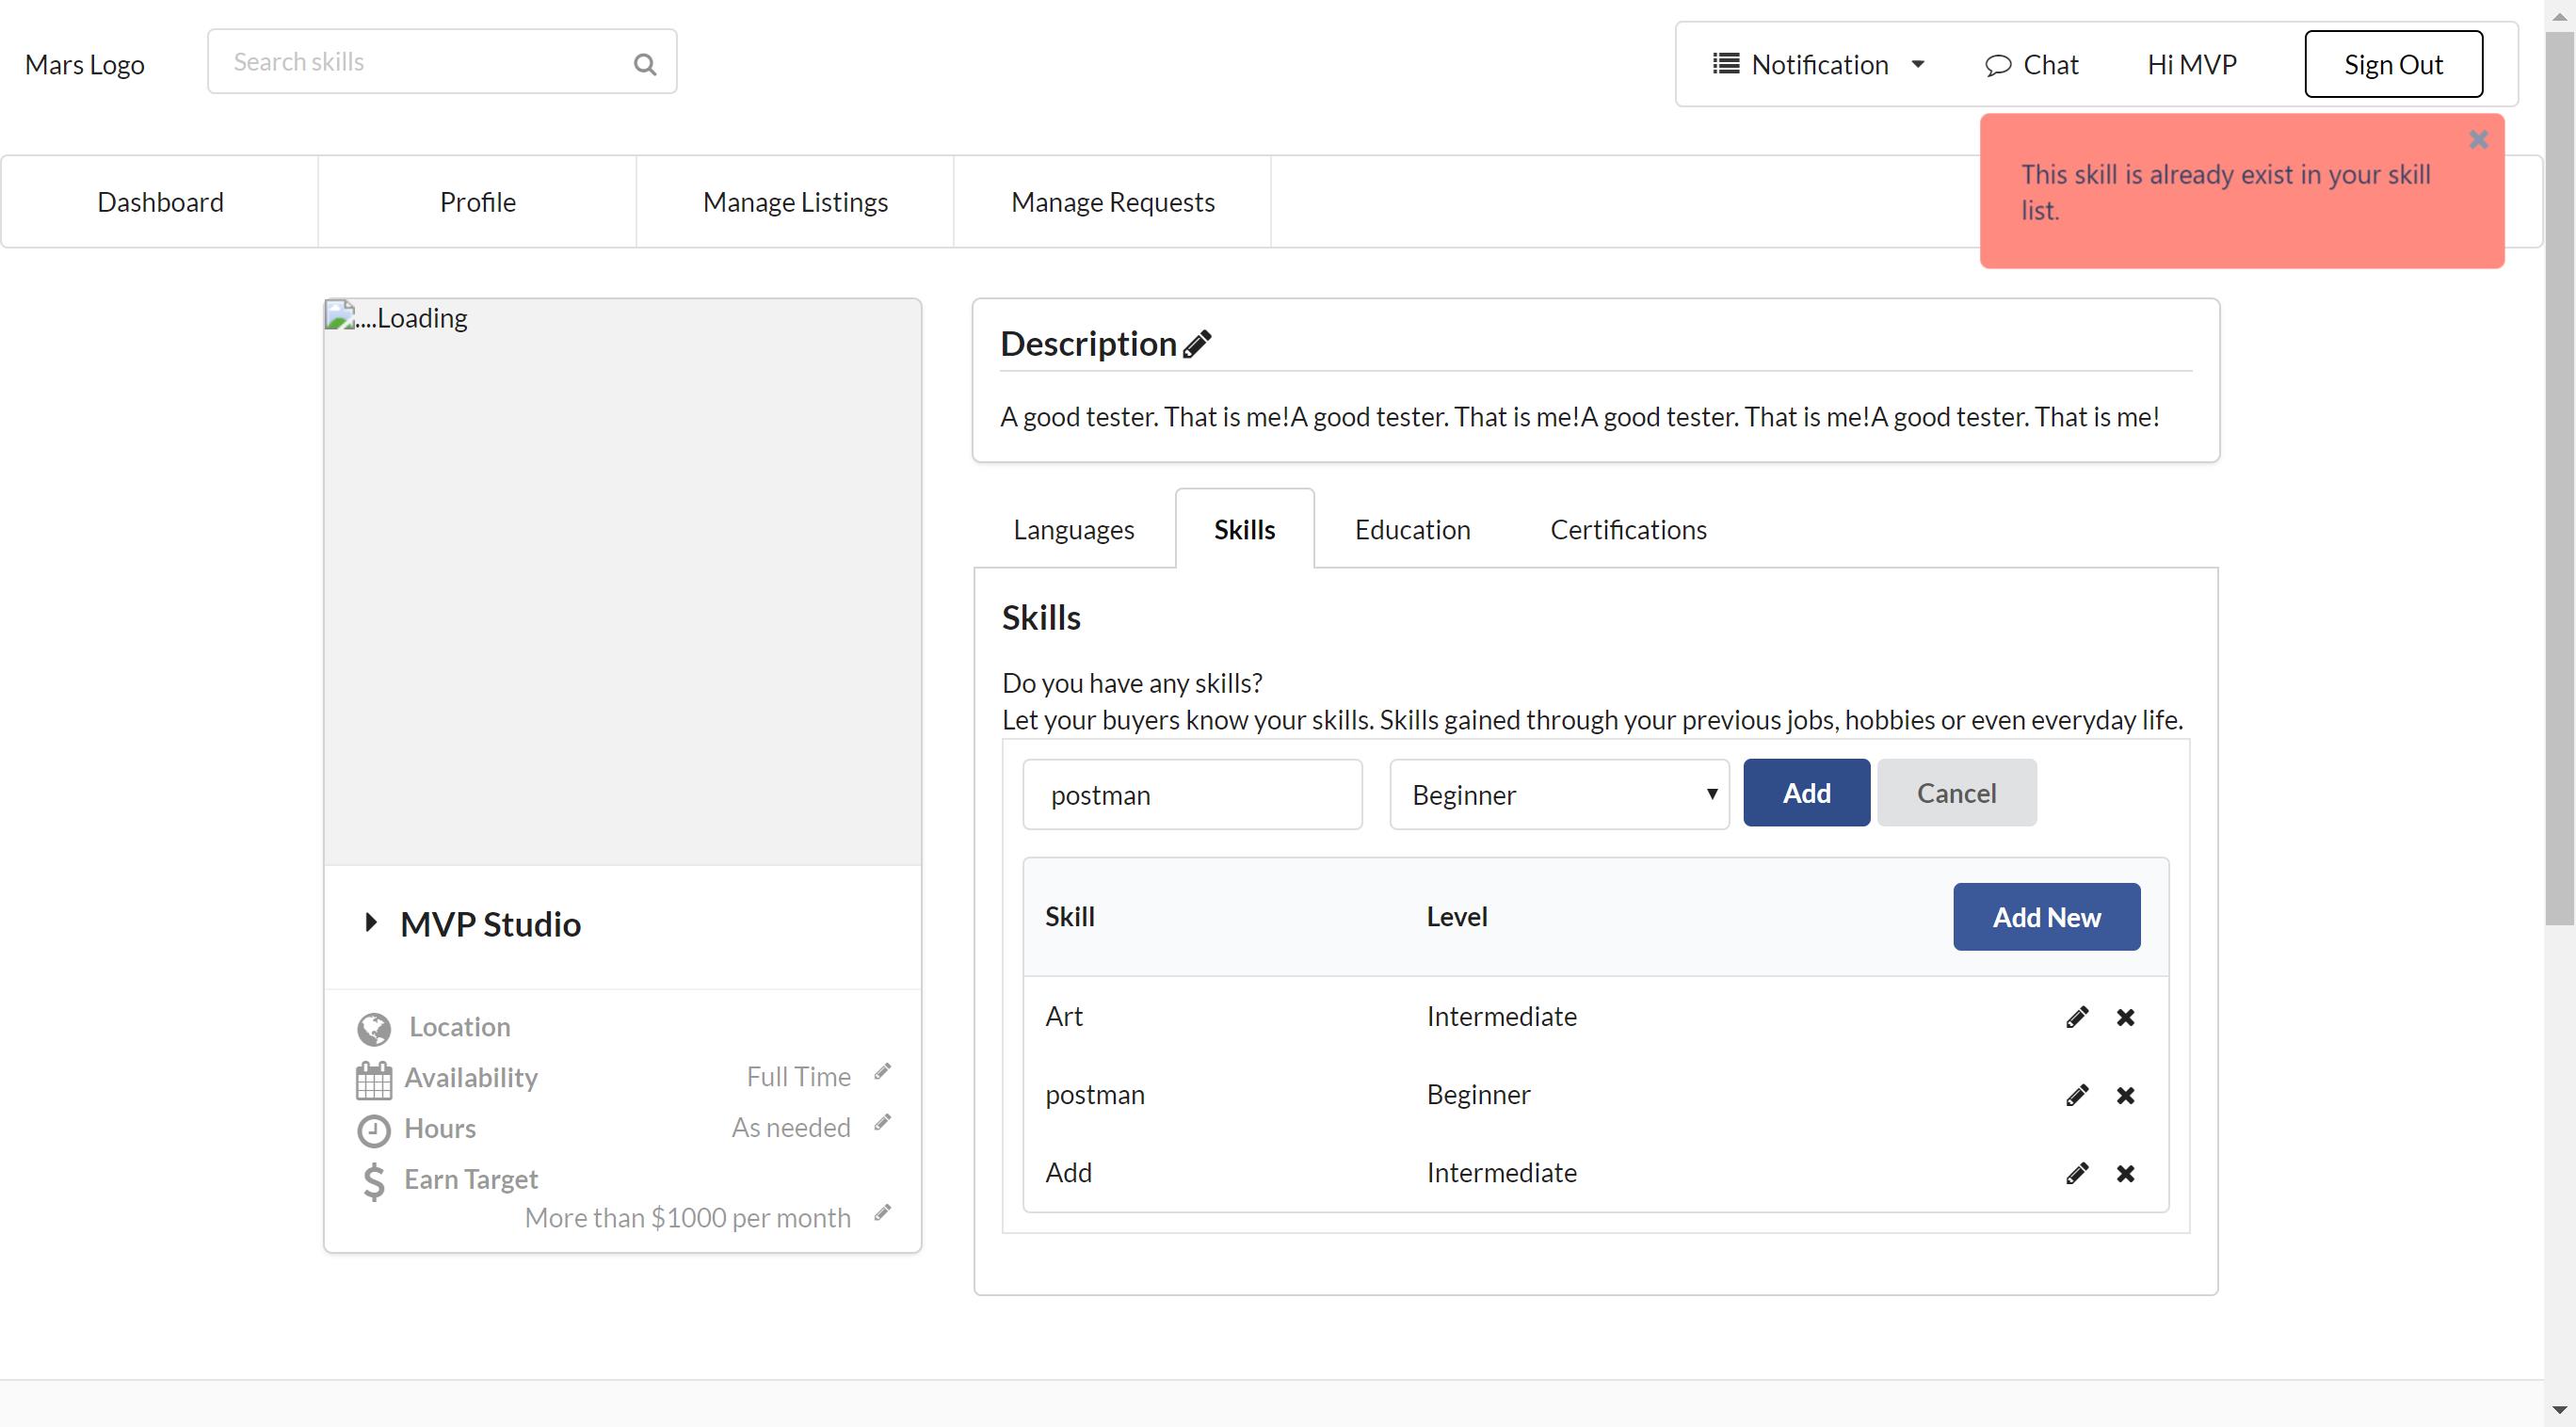 Mars Logo
Search skills
Notification
Chat
Hi MVP
Sign Out
This skill is already exist in your skill
list.
Dashboard
Profile
Manage Listings
Manage Requests
....Loading
MVP Studio
Location
Availability
Full Time
Hours
As needed
Earn Target
More than $1000 per month
Description
A good tester. That is me!A good tester. That is me!A good tester. That is me!A good tester. That is me!
Languages
Skills
Education
Certifications
Skills
Do you have any skills?
Let your buyers know your skills. Skills gained through your previous jobs, hobbies or even everyday life.
postman
Beginner
Add
Cancel
Skill
Level
Add New
Art
Intermediate
postman
Beginner
Add
Intermediate